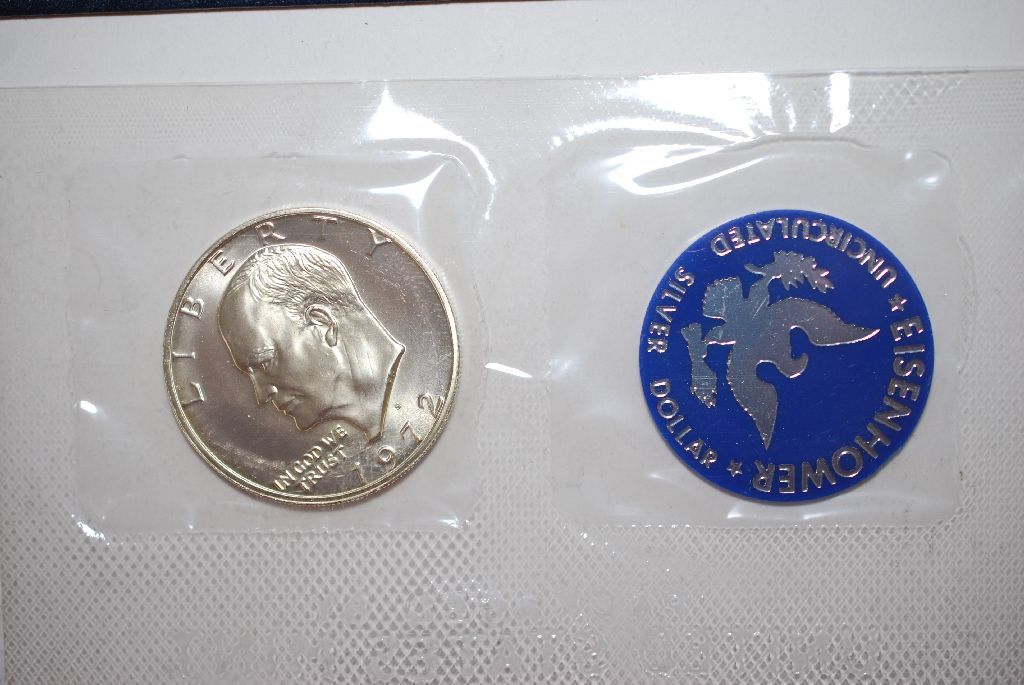 LIBERTY
IN GOD WE
TRUST
1972
EISENHOWER
UNCIRCULATED
SILVER DOLLAR